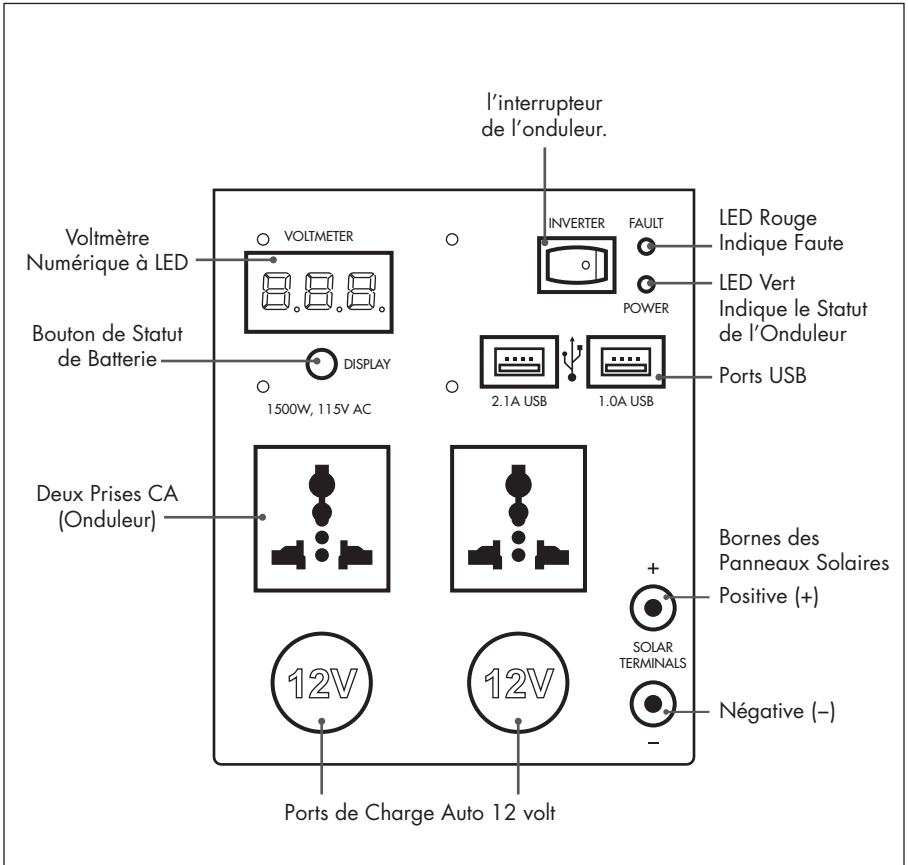 l’interrupteur
de l’onduleur.
Voltmètre
Numérique à LED
VOLTMETER
8.8.8.
INVERTER
FAULT
LED Rouge
Indique Faute
LED Vert
Indique le Statut
de l’Onduleur
POWER
Bouton de Statut
de Batterie
DISPLAY
2.1A USB
1.0A USB
Ports USB
1500W, 115V AC
Deux Prises CA
(Onduleur)
Bornes des
Panneaux Solaires
+
Positive (+)
SOLAR
TERMINALS
12V
12V
Négative (–)
–
Ports de Charge Auto 12 volt